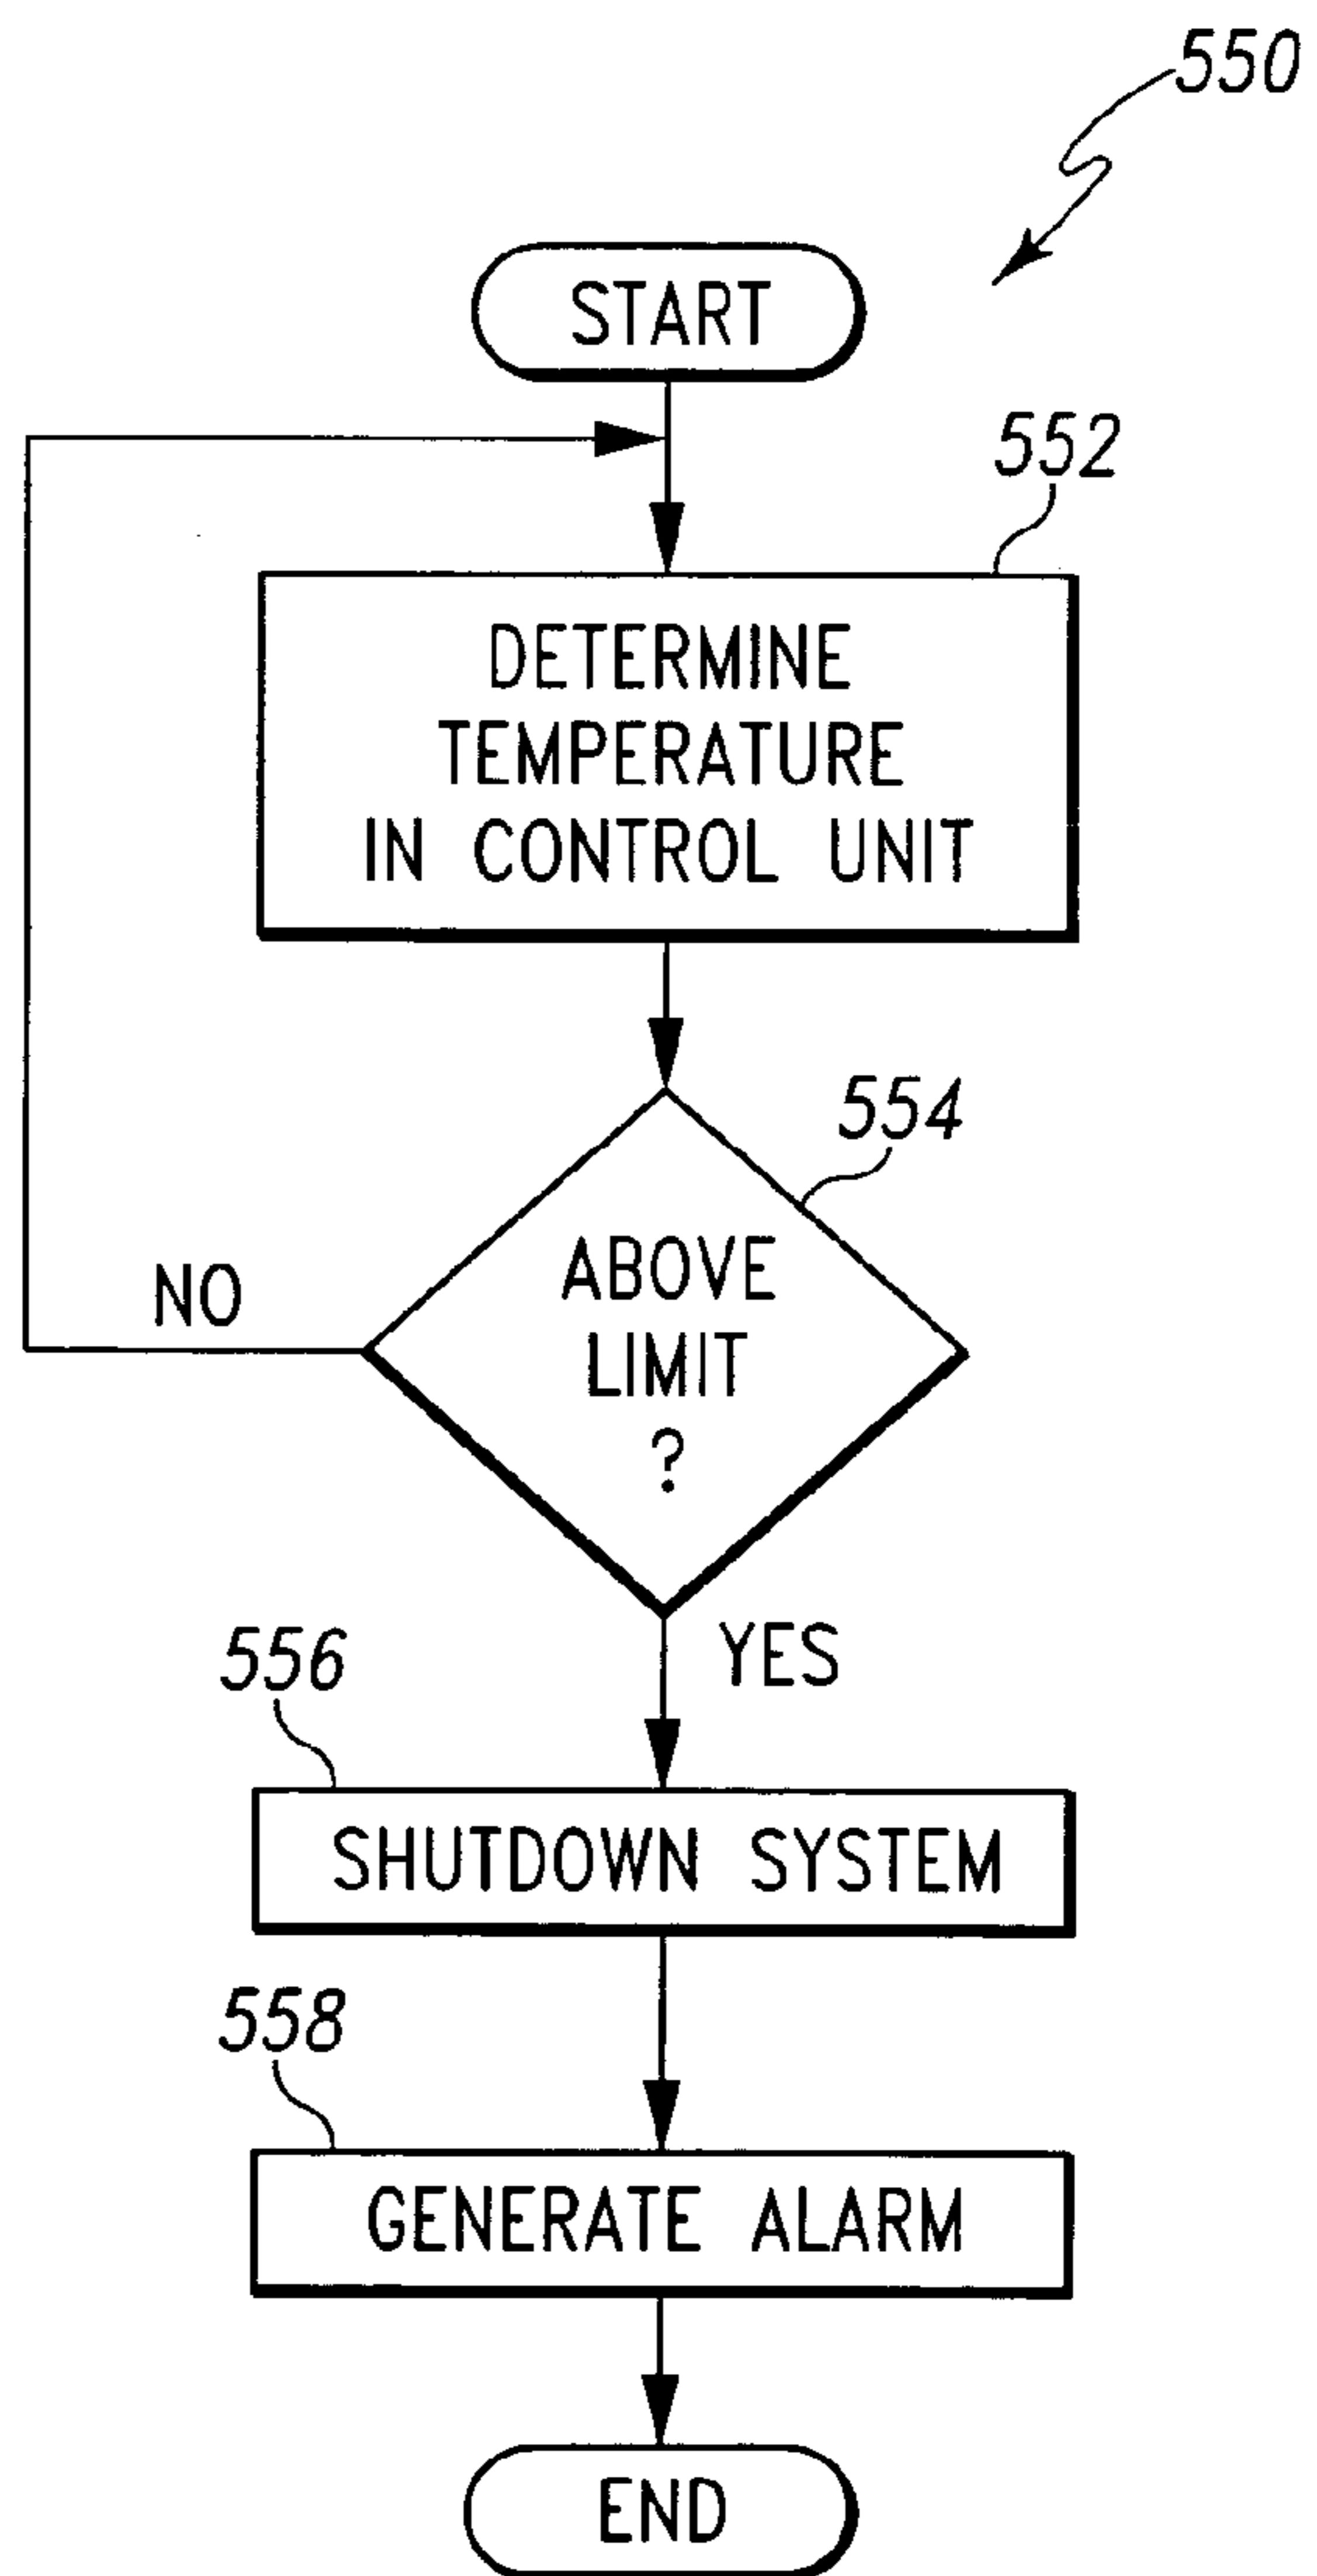 550
START
552
DETERMINE
TEMPERATURE
IN CONTROL UNIT
554
ABOVE
LIMIT
?
NO
YES
556
SHUTDOWN SYSTEM
558
GENERATE ALARM
END